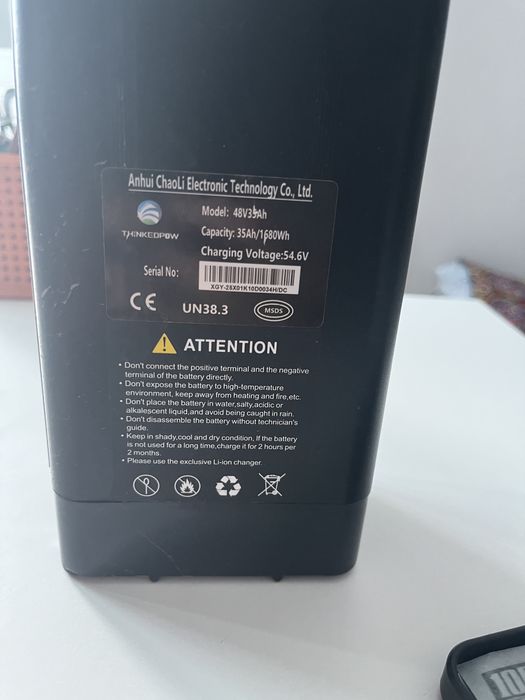 Anhui ChaoLi Electronic Technology Co., Ltd.
THINKEDPOW
Model: 48V35Ah
Capacity: 35Ah/1680Wh
Charging Voltage:54.6V
Serial No:
XGY-25X01K10D0034H/DC
CE
UN38.3
MSDS
ATTENTION
• Don't connect the positive terminal and the negative
terminal of the battery directly.
• Don't expose the battery to high-temperature
environment, keep away from heating and fire,etc.
• Don't place the battery in water,salty,acidic or
alkalescent liquid,and avoid being caught in rain.
• Don't disassemble the battery without technician's
guide.
• Keep in shady,cool and dry condition, If the battery
is not used for a long time,charge it for 2 hours per
2 months.
• Please use the exclusive Li-ion changer.